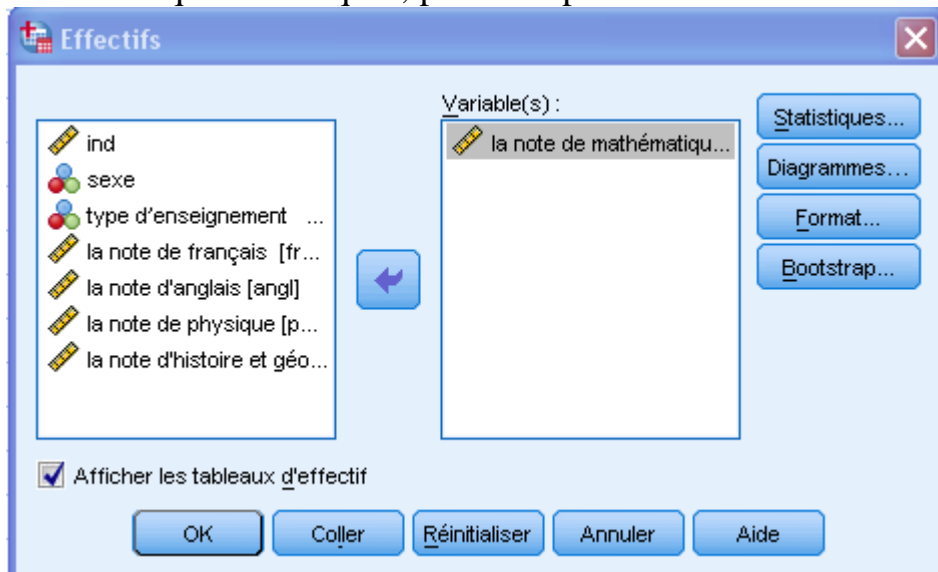 Effectifs
Variable(s) :
ind
sexe
type d'enseignement ...
la note de français [fr...
la note d'anglais [angl]
la note de physique [p...
la note d'histoire et géo...
la note de mathématiqu...
Statistiques...
Diagrammes...
Format...
Bootstrap...
Afficher les tableaux d'effectif
OK
Coller
Réinitialiser
Annuler
Aide